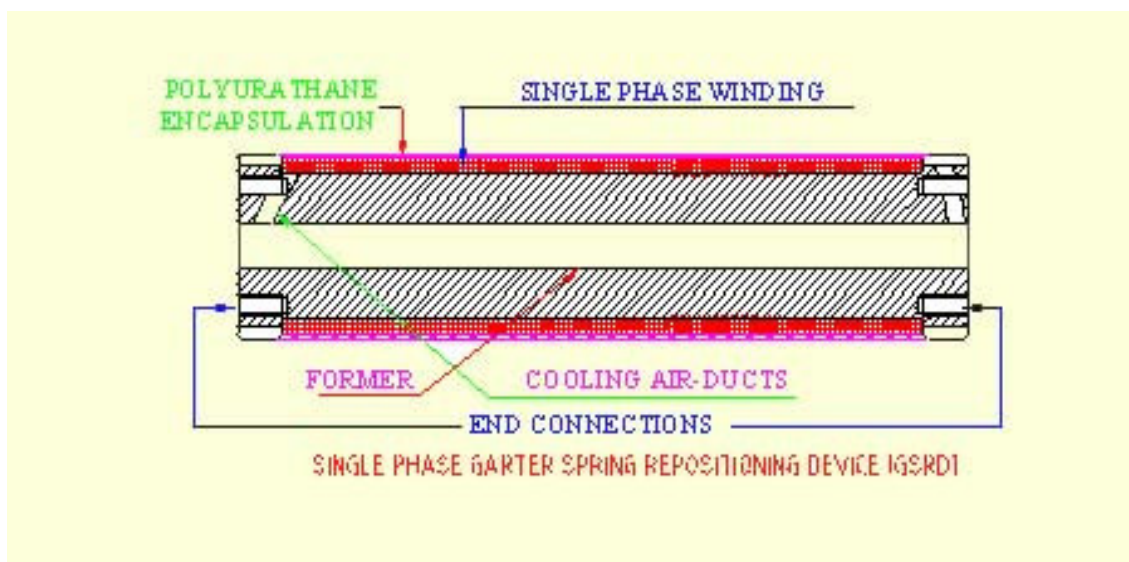 POLYURATHANE
ENCAPSULATION
SINGLE PHASE WINDING
FORMER
COOLING AIR-DUCTS
END CONNECTIONS
SINGLE PHASE GARTER SPRING REPOSITIONING DEVICE (GSRD)